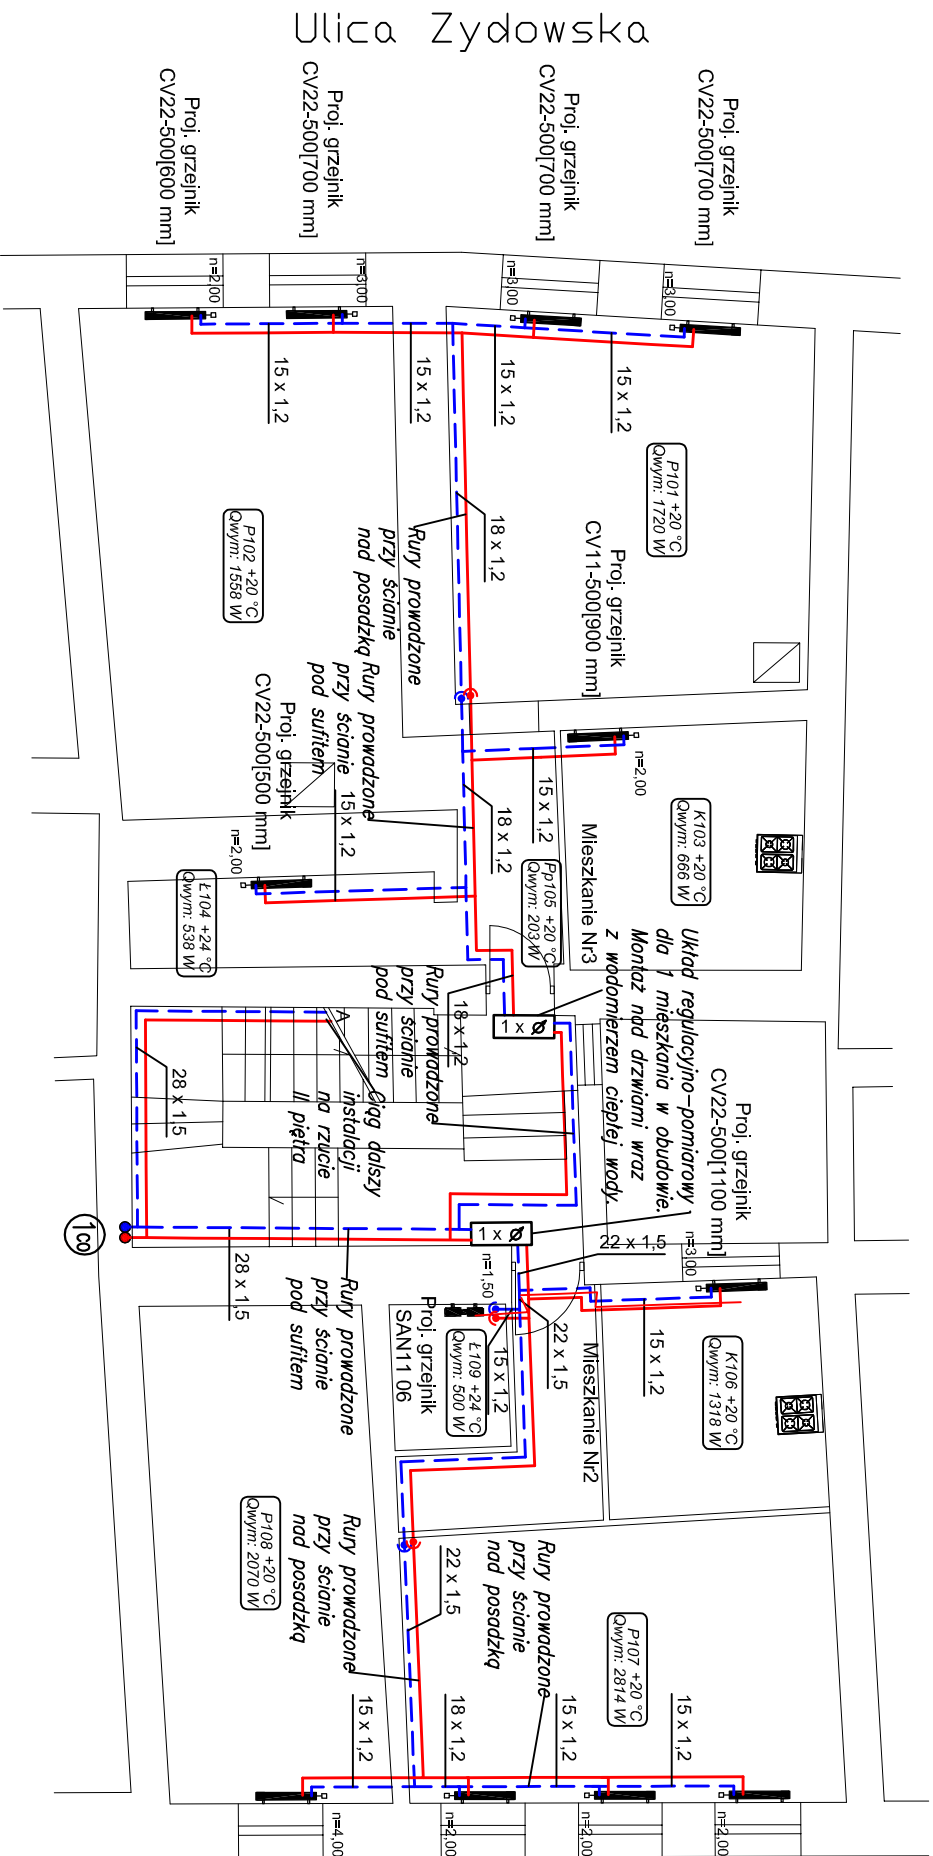 Ulica Zydowska
Proj. grzejnik
CV22-500[600 mm]
Proj. grzejnik
CV22-500[700 mm]
Proj. grzejnik
CV22-500[700 mm]
Proj. grzejnik
CV22-500[700 mm]
n=2,00
n=3,00
n=3,00
n=3,00
15 x 1,2
15 x 1,2
15 x 1,2
15 x 1,2
P101 +20 °C
Qwym: 1720 W
P102 +20 °C
Qwym: 1558 W
18 x 1,2
Rury prowadzone
przy ścianie
nad posadzką
Proj. grzejnik
CV11-500[900 mm]
Rury prowadzone
przy ścianie
pod sufitem
Proj. grzejnik
CV22-500[500 mm]
n=2,00
15 x 1,2
15 x 1,2
18 x 1,2
n=2,00
K103 +20 °C
Qwym: 666 W
Mieszkanie Nr3
Pp105 +20 °C
Qwym: 203 W
Ł104 +24 °C
Qwym: 538 W
Układ regulacyjno-pomiarowy
dla 1 mieszkania w obudowie.
Montaż nad drzwiami wraz
z wodomierzem ciepłej wody.
Rury prowadzone
przy ścianie
pod sufitem
18 x 1,2
1 x Ø
A
Ciąg dalszy
instalacji
na rzucie
II piętra
28 x 1,5
Proj. grzejnik
CV22-500[1100 mm]
n=3,00
1 x Ø
22 x 1,5
1 co
28 x 1,5
n=1,50
Rury prowadzone
przy ścianie
pod sufitem
Proj. grzejnik
SAN11 06
Ł109 +24 °C
Qwym: 500 W
15 x 1,2
22 x 1,5
Mieszkanie Nr2
15 x 1,2
K106 +20 °C
Qwym: 1318 W
P108 +20 °C
Qwym: 2070 W
Rury prowadzone
przy ścianie
nad posadzką
22 x 1,5
Rury prowadzone
przy ścianie
nad posadzką
P107 +20 °C
Qwym: 2814 W
15 x 1,2
18 x 1,2
15 x 1,2
15 x 1,2
n=4,00
n=2,00
n=2,00
n=2,00